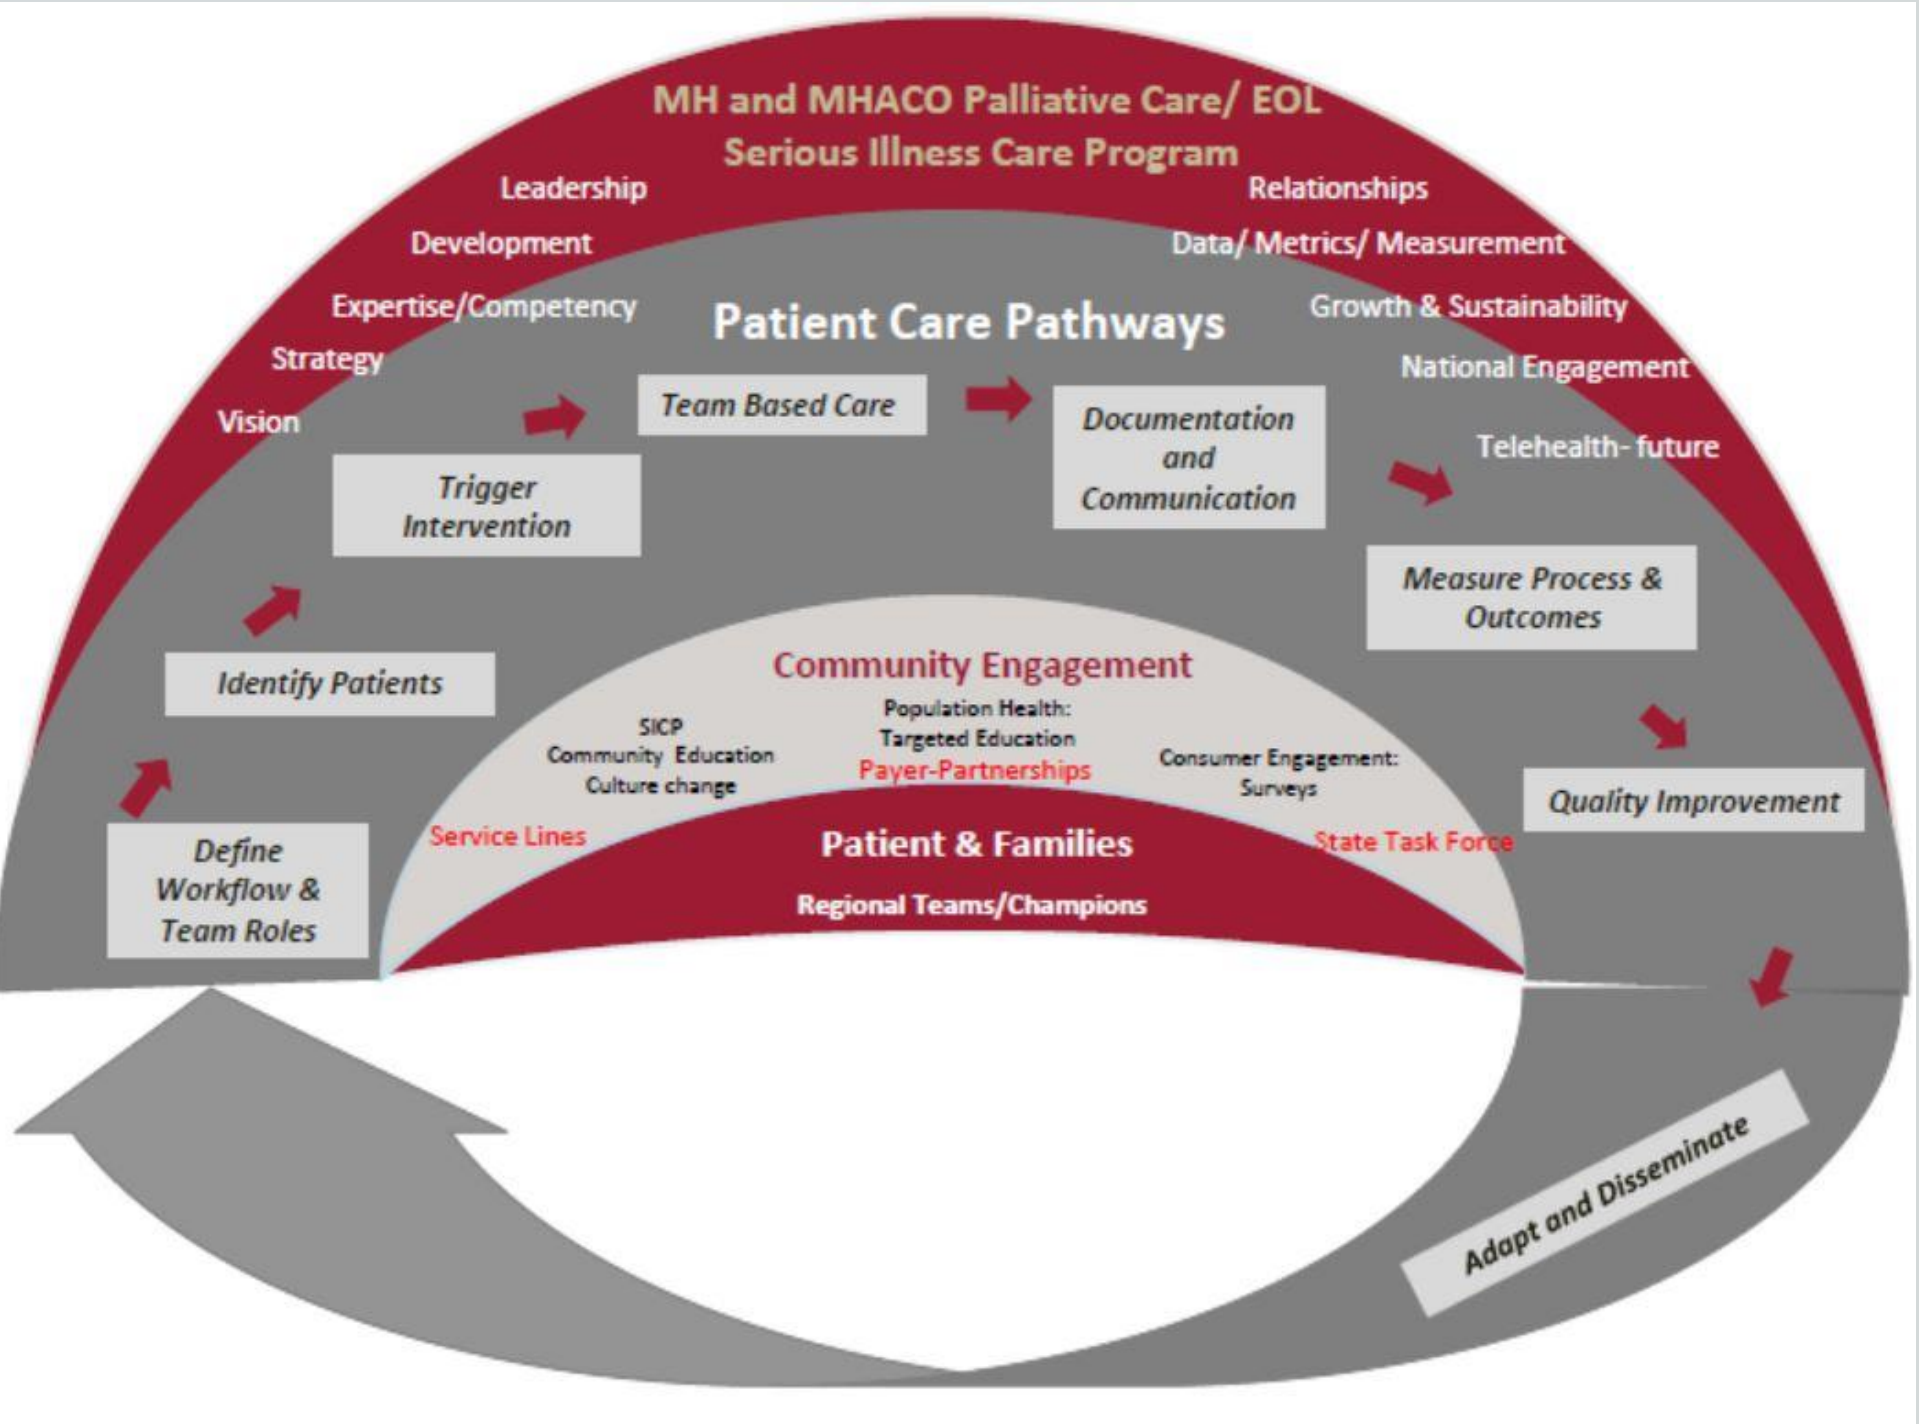 MH and MHACO Palliative Care/ EOL
Serious Illness Care Program
Leadership
Development
Expertise/Competency
Strategy
Vision
Relationships
Data/ Metrics/ Measurement
Growth & Sustainability
National Engagement
Telehealth- future
Patient Care Pathways
Define
Workflow &
Team Roles
Identify Patients
Trigger
Intervention
Team Based Care
Documentation
and
Communication
Measure Process &
Outcomes
Quality Improvement
Adapt and Disseminate
Community Engagement
SICP
Community Education
Culture change
Population Health:
Targeted Education
Payer-Partnerships
Consumer Engagement:
Surveys
Service Lines
State Task Force
Patient & Families
Regional Teams/Champions